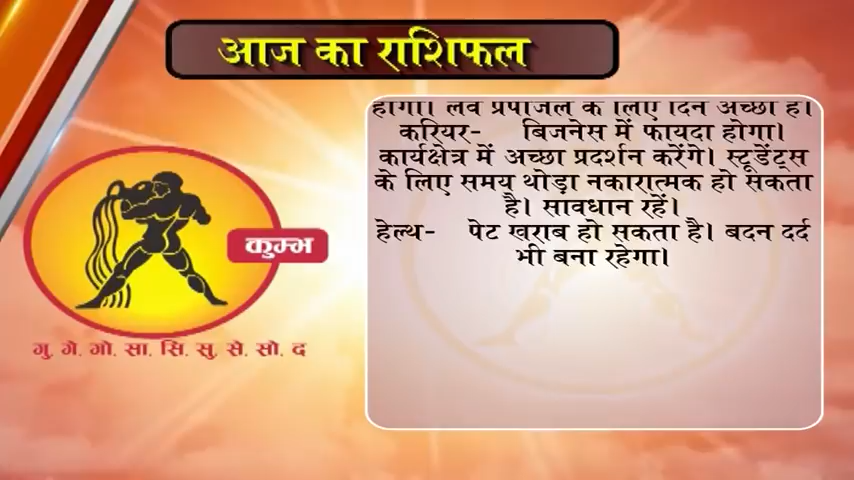 आज का राशिफल
होगा। लव प्रपोजल के लिए दिन अच्छा है।
करियर- बिजनेस में फायदा होगा।
कार्यक्षेत्र में अच्छा प्रदर्शन करेंगे। स्टूडेंट्स
के लिए समय थोड़ा नकारात्मक हो सकता
है। सावधान रहें।
हेल्थ- पेट खराब हो सकता है। बदन दर्द
भी बना रहेगा।
कुम्भ
गु. गे. गो. सा. सि. सु. से. सो. द